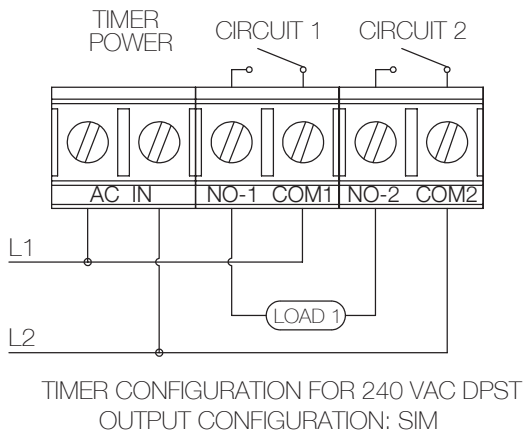 TIMER
POWER
CIRCUIT 1
CIRCUIT 2
AC IN
NO-1
COM1
NO-2
COM2
L1
LOAD 1
L2
TIMER CONFIGURATION FOR 240 VAC DPST
OUTPUT CONFIGURATION: SIM